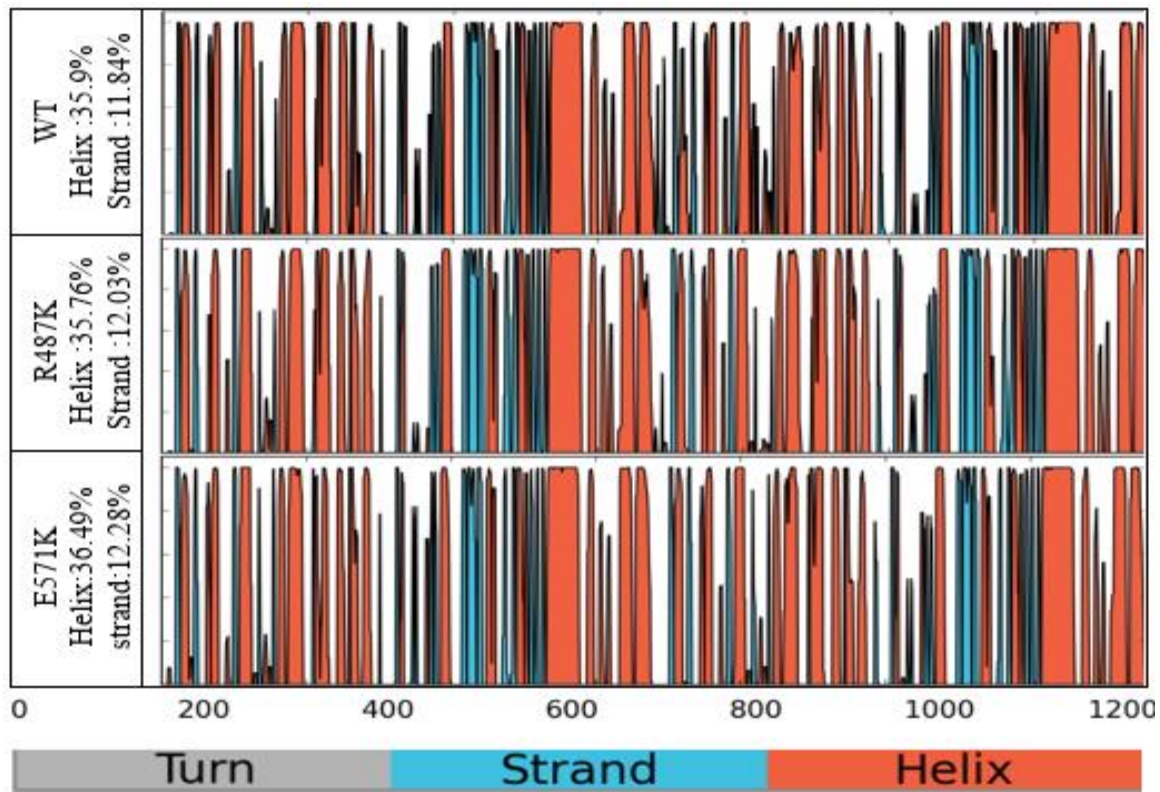 WT
Helix :35.9%
Strand :11.84%
R487K
Helix :35.76%
Strand :12.03%
E571K
Helix:36.49%
strand:12.28%
0 200 400 600 800 1000 1200
Turn Strand Helix